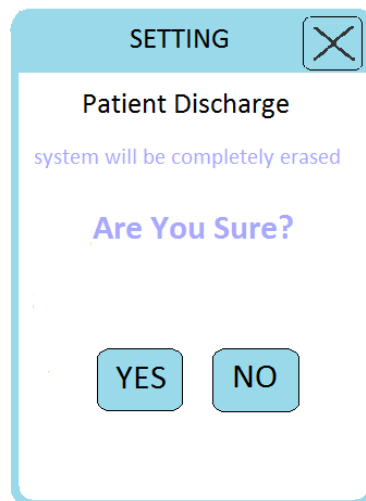 SETTING
Patient Discharge
system will be completely erased
Are You Sure?
YES NO